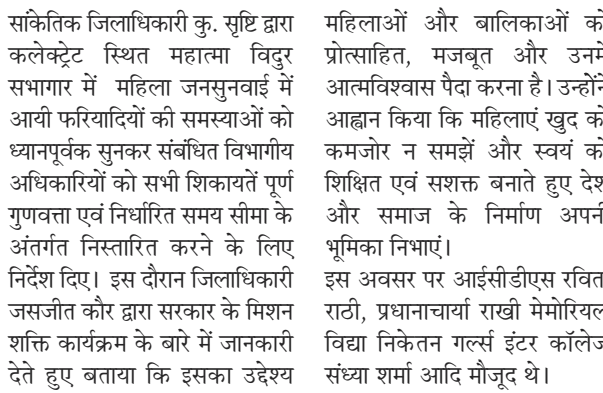 सांकेतिक जिलाधिकारी कु. सृष्टि द्वारा
कलेक्ट्रेट स्थित महात्मा विदुर
सभागार में महिला जनसुनवाई में
आयी फरियादियों की समस्याओं को
ध्यानपूर्वक सुनकर संबंधित विभागीय
अधिकारियों को सभी शिकायतें पूर्ण
गुणवत्ता एवं निर्धारित समय सीमा के
अंतर्गत निस्तारित करने के लिए
निर्देश दिए। इस दौरान जिलाधिकारी
जसजीत कौर द्वारा सरकार के मिशन
शक्ति कार्यक्रम के बारे में जानकारी
देते हुए बताया कि इसका उद्देश्य
महिलाओं और बालिकाओं को
प्रोत्साहित, मजबूत और उनमे
आत्मविश्वास पैदा करना है। उन्होंने
आह्वान किया कि महिलाएं खुद को
कमजोर न समझें और स्वयं को
शिक्षित एवं सशक्त बनाते हुए देश
और समाज के निर्माण अपनी
भूमिका निभाएं।
इस अवसर पर आईसीडीएस रविता
राठी, प्रधानाचार्या राखी मेमोरियल
विद्या निकेतन गर्ल्स इंटर कॉलेज
संध्या शर्मा आदि मौजूद थे।